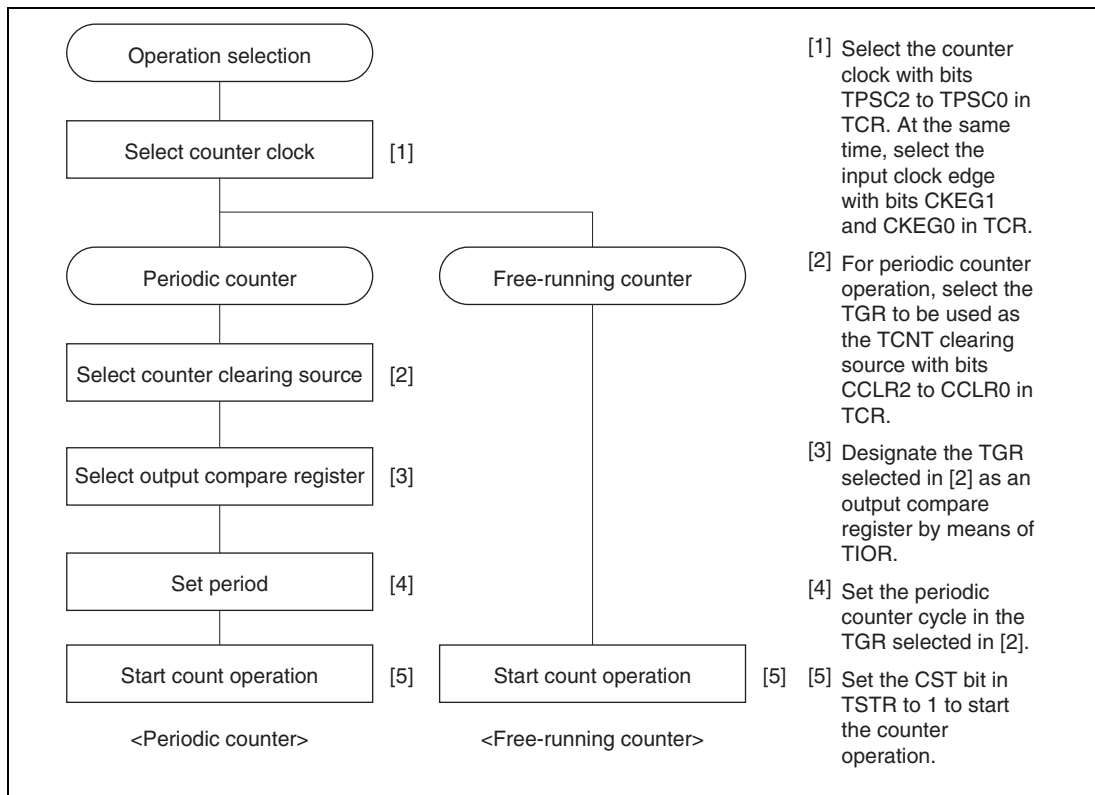 Operation selection
Select counter clock
[1]
Periodic counter
Free-running counter
Select counter clearing source
[2]
Select output compare register
[3]
Set period
[4]
Start count operation
[5]
Start count operation
[5]
<Periodic counter>
<Free-running counter>
[1] Select the counter
clock with bits
TPSC2 to TPSC0 in
TCR. At the same
time, select the
input clock edge
with bits CKEG1
and CKEG0 in TCR.
[2] For periodic counter
operation, select the
TGR to be used as
the TCNT clearing
source with bits
CCLR2 to CCLR0 in
TCR.
[3] Designate the TGR
selected in [2] as an
output compare
register by means of
TIOR.
[4] Set the periodic
counter cycle in the
TGR selected in [2].
[5] Set the CST bit in
TSTR to 1 to start
the counter
operation.